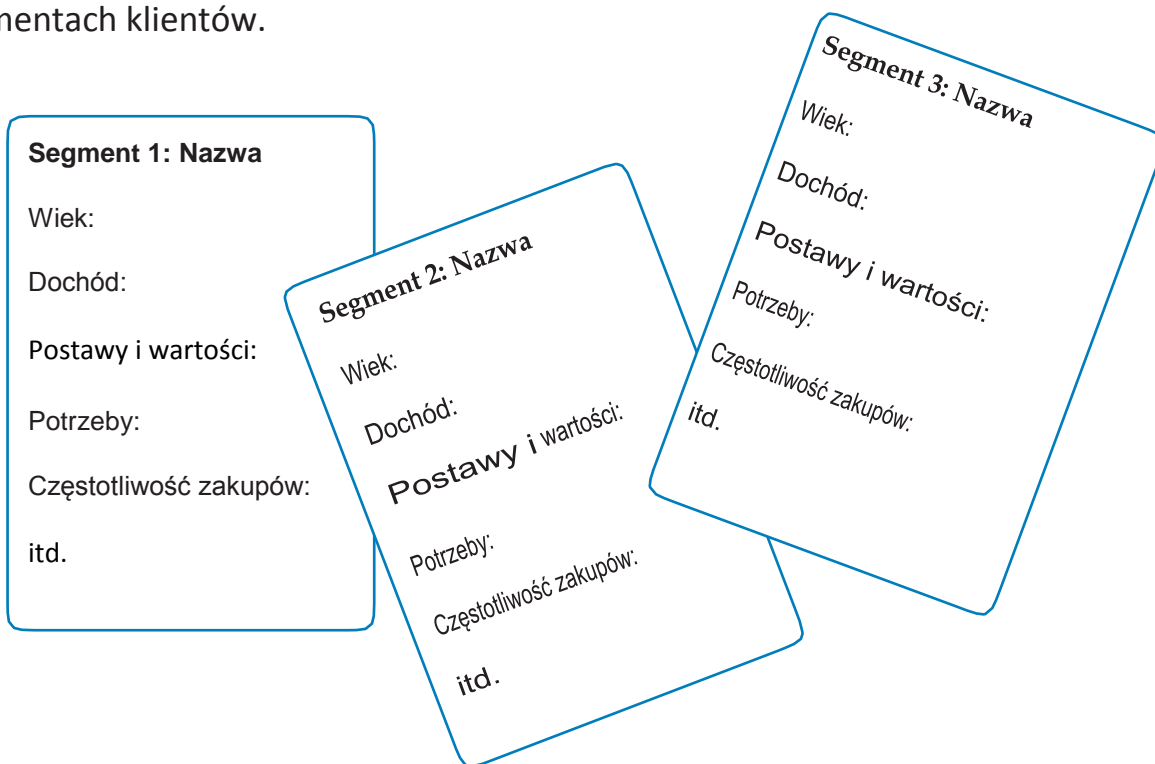 mentach klientów.
Segment 1: Nazwa
Wiek:
Dochód:
Postawy i wartości:
Potrzeby:
Częstotliwość zakupów:
itd.
Segment 2: Nazwa
Wiek:
Dochód:
Postawy i wartości:
Potrzeby:
Częstotliwość zakupów:
itd.
Segment 3: Nazwa
Wiek:
Dochód:
Postawy i wartości:
Potrzeby:
Częstotliwość zakupów:
itd.